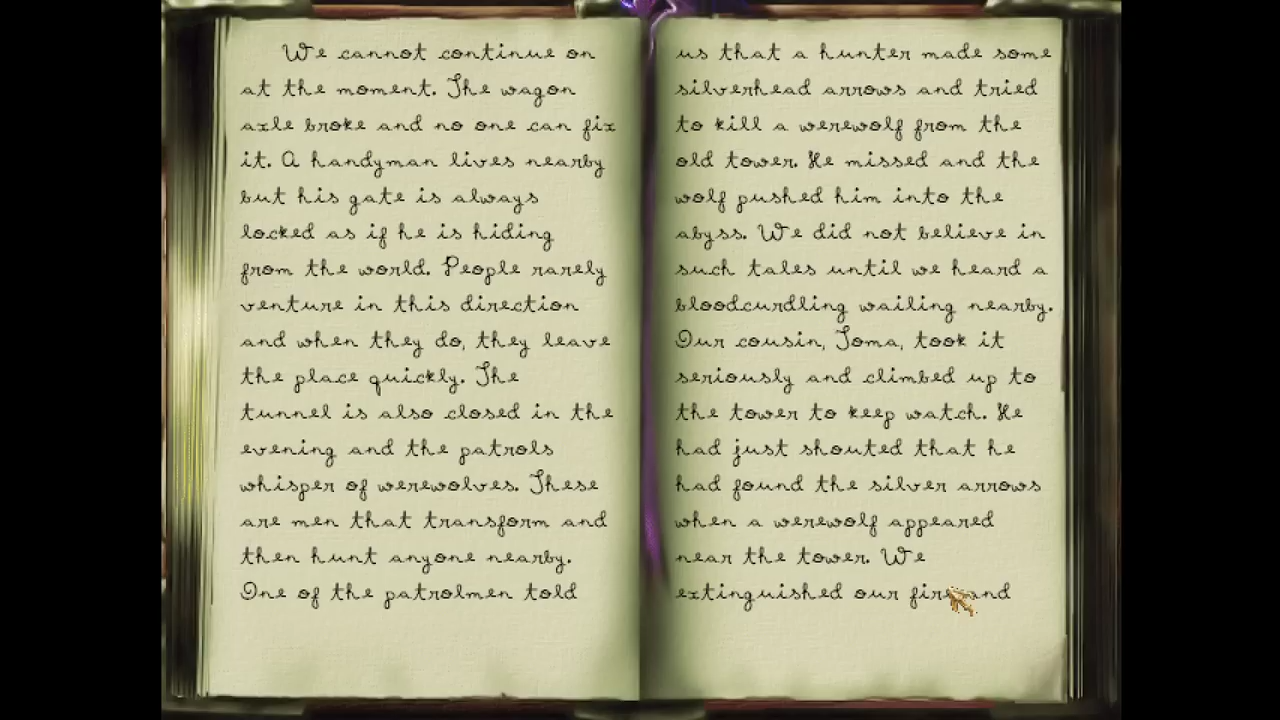 We cannot continue on
at the moment. The wagon
axle broke and no one can fix
it. A handyman lives nearby
but his gate is always
locked as if he is hiding
from the world. People rarely
venture in this direction
and when they do, they leave
the place quickly. The
tunnel is also closed in the
evening and the patrols
whisper of werewolves. These
are men that transform and
then hunt anyone nearby.
One of the patrolmen told
us that a hunter made some
silverhead arrows and tried
to kill a werewolf from the
old tower. He missed and the
wolf pushed him into the
abyss. We did not believe in
such tales until we heard a
bloodcurdling wailing nearby.
Our cousin, Toma, took it
seriously and climbed up to
the tower to keep watch. He
had just shouted that he
had found the silver arrows
when a werewolf appeared
near the tower. We
extinguished our fire and